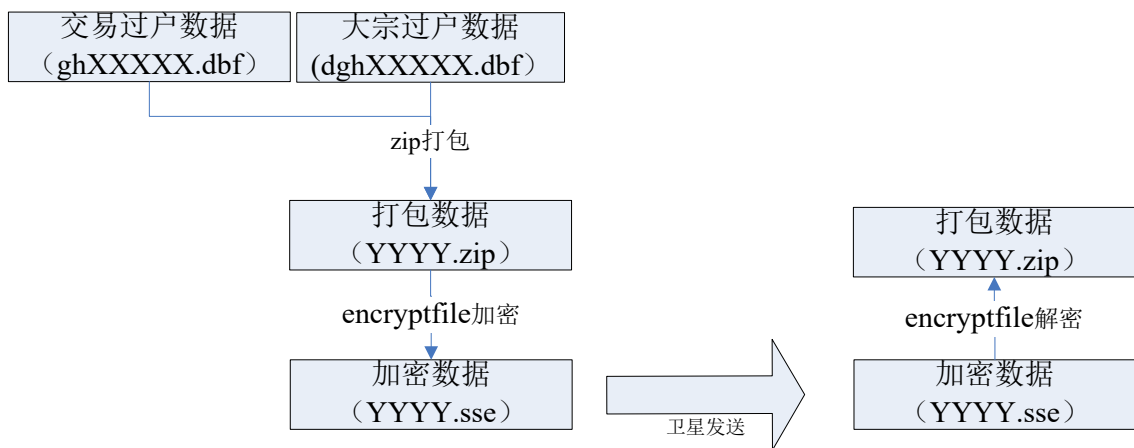 交易过户数据
（ghXXXXX.dbf）
大宗过户数据
(dghXXXXX.dbf）
zip打包
打包数据
（YYYY.zip）
encryptfile加密
加密数据
（YYYY.sse）
卫星发送
打包数据
（YYYY.zip）
encryptfile解密
加密数据
（YYYY.sse）